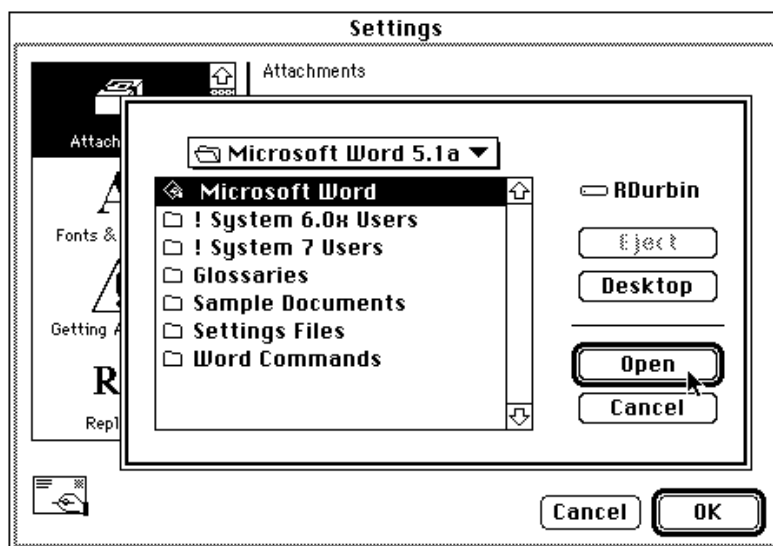 Settings
Attachments
Attach
Fonts &
Getting A
Repl
Microsoft Word 5.1a
Microsoft Word
! System 6.0x Users
! System 7 Users
Glossaries
Sample Documents
Settings Files
Word Commands
RDurbin
Eject
Desktop
Open
Cancel
Cancel
OK